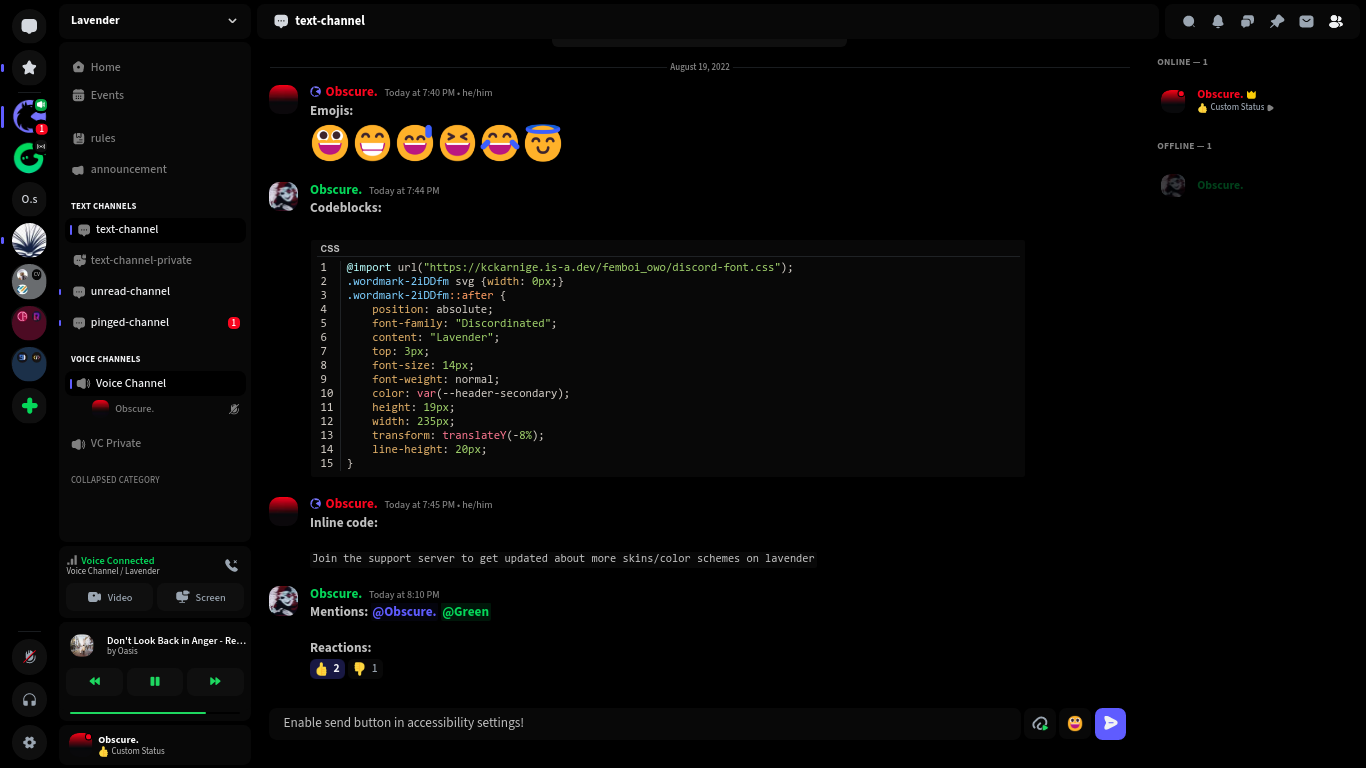 Lavender
text-channel
Home
Events
rules
announcement
TEXT CHANNELS
text-channel
text-channel-private
unread-channel
pinged-channel 1
VOICE CHANNELS
Voice Channel
Obscure.
VC Private
COLLAPSED CATEGORY
Voice Connected
Voice Channel / Lavender
Video Screen
Don't Look Back in Anger - Re...
by Oasis
Obscure.
👍 Custom Status
1
O.s
August 19, 2022
Obscure. Today at 7:40 PM • he/him
Emojis:
Obscure. Today at 7:44 PM
Codeblocks:
CSS
1 @import url("https://kckarnige.is-a.dev/femboi_owo/discord-font.css");
2 .wordmark-2iDDfm svg {width: 0px;}
3 .wordmark-2iDDfm::after {
4 position: absolute;
5 font-family: "Discordinated";
6 content: "Lavender";
7 top: 3px;
8 font-size: 14px;
9 font-weight: normal;
10 color: var(--header-secondary);
11 height: 19px;
12 width: 235px;
13 transform: translateY(-8%);
14 line-height: 20px;
15 }
Obscure. Today at 7:45 PM • he/him
Inline code:
Join the support server to get updated about more skins/color schemes on lavender
Obscure. Today at 8:10 PM
Mentions: @Obscure. @Green
Reactions:
👍 2 👎 1
Enable send button in accessibility settings!
ONLINE — 1
Obscure.
👍 Custom Status
OFFLINE — 1
Obscure.